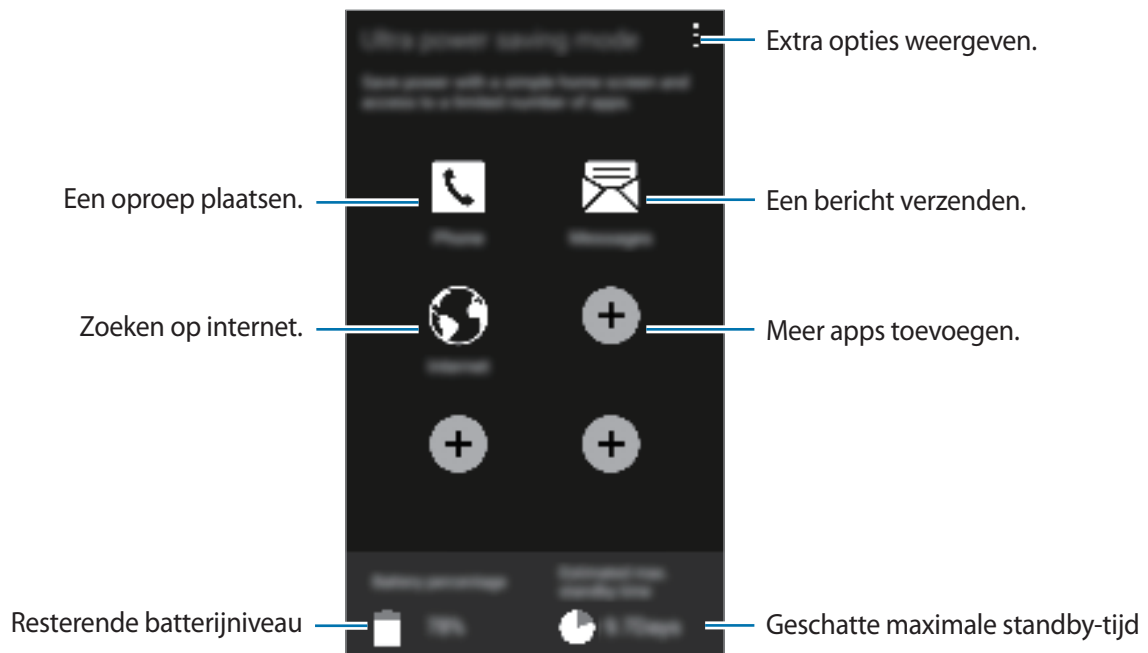 Ultra power saving mode
Extra opties weergeven.
Save power with a simple home screen and
access to a limited number of apps.
Een oproep plaatsen.
Een bericht verzenden.
Phone
Messages
Zoeken op internet.
Meer apps toevoegen.
Internet
Battery percentage
Estimated max.
standby time
Resterende batterijniveau
78%
Geschatte maximale standby-tijd